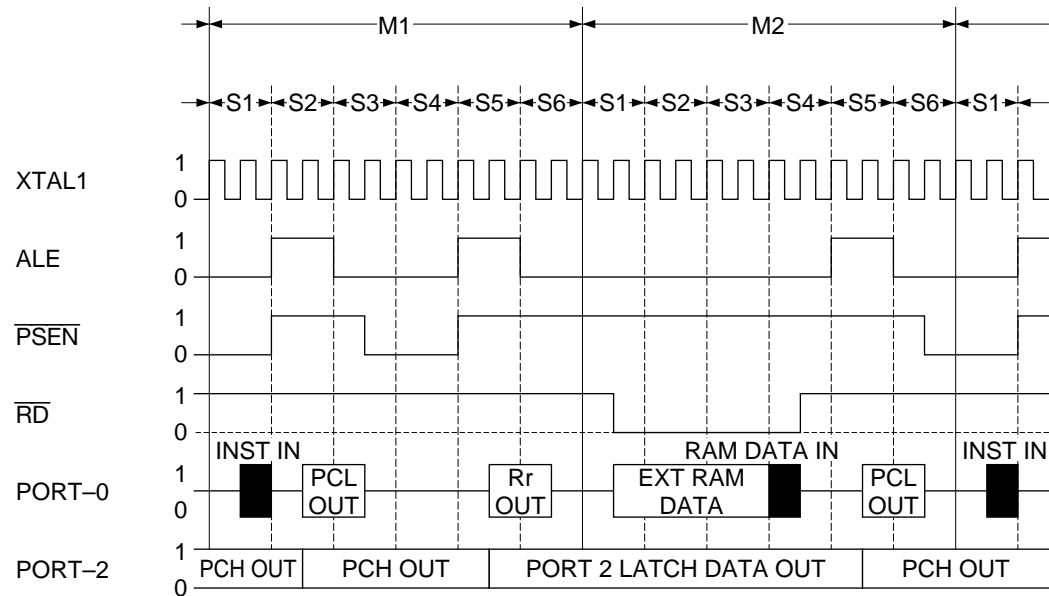 M1 M2
S1 S2 S3 S4 S5 S6 S1 S2 S3 S4 S5 S6 S1
XTAL1 1
0
ALE 1
0
PSEN 1
0
RD 1
0
INST IN RAM DATA IN INST IN
PORT–0 1 PCL Rr EXT RAM PCL
0 OUT OUT DATA OUT
PORT–2 1 PCH OUT PCH OUT PORT 2 LATCH DATA OUT PCH OUT
0